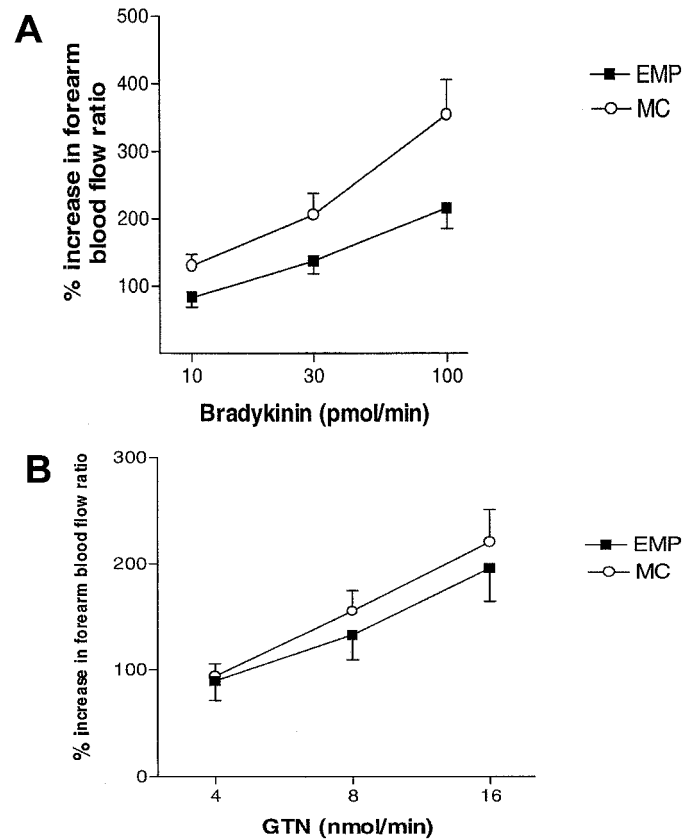 A
% increase in forearm
blood flow ratio
500
400
300
200
100
10 30 100
Bradykinin (pmol/min)
EMP
MC
B
% increase in forearm blood flow ratio
300
200
100
0
4 8 16
GTN (nmol/min)
EMP
MC